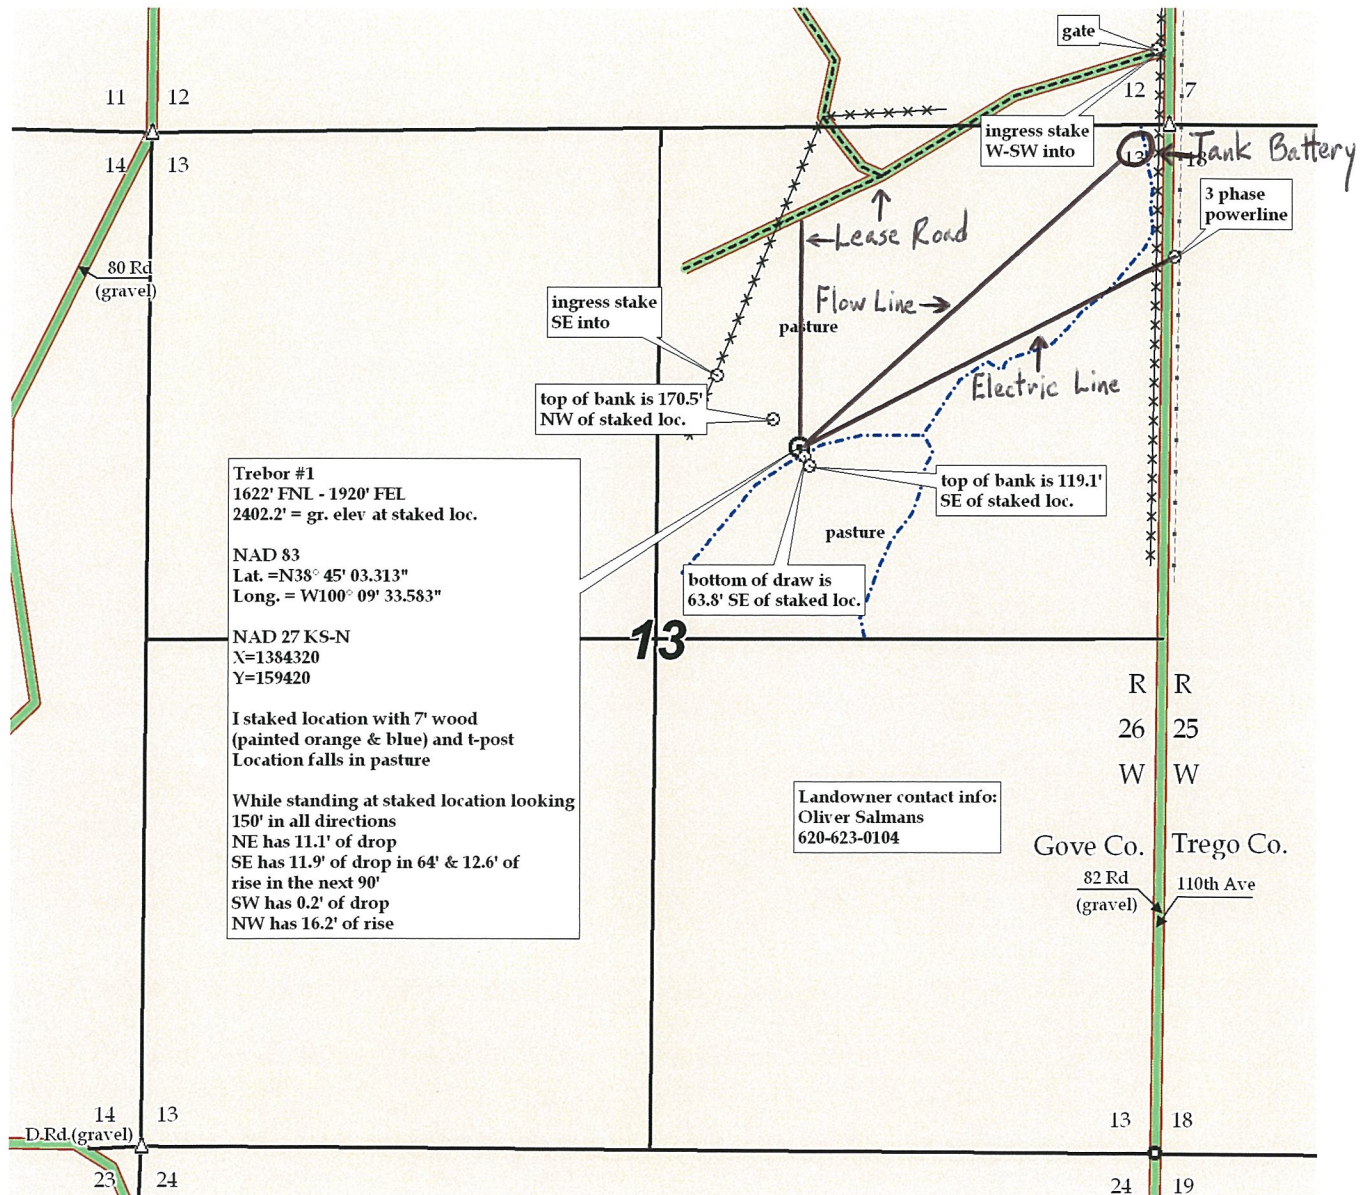 gate
11 12
12 7
ingress stake
W-SW into
14 13
13 18
Tank Battery
3 phase
powerline
Lease Road
80 Rd
(gravel)
ingress stake
SE into
Flow Line
pasture
Electric Line
top of bank is 170.5'
NW of staked loc.
Trebor #1
1622' FNL - 1920' FEL
2402.2' = gr. elev at staked loc.
NAD 83
Lat. =N38° 45' 03.313"
Long. = W100° 09' 33.583"
NAD 27 KS-N
X=1384320
Y=159420
I staked location with 7' wood
(painted orange & blue) and t-post
Location falls in pasture
While standing at staked location looking
150' in all directions
NE has 11.1' of drop
SE has 11.9' of drop in 64' & 12.6' of
rise in the next 90'
SW has 0.2' of drop
NW has 16.2' of rise
top of bank is 119.1'
SE of staked loc.
pasture
bottom of draw is
63.8' SE of staked loc.
13
R R
26 25
W W
Landowner contact info:
Oliver Salmans
620-623-0104
Gove Co. Trego Co.
82 Rd
(gravel)
110th Ave
14 13
D Rd (gravel)
23 24
13 18
24 19